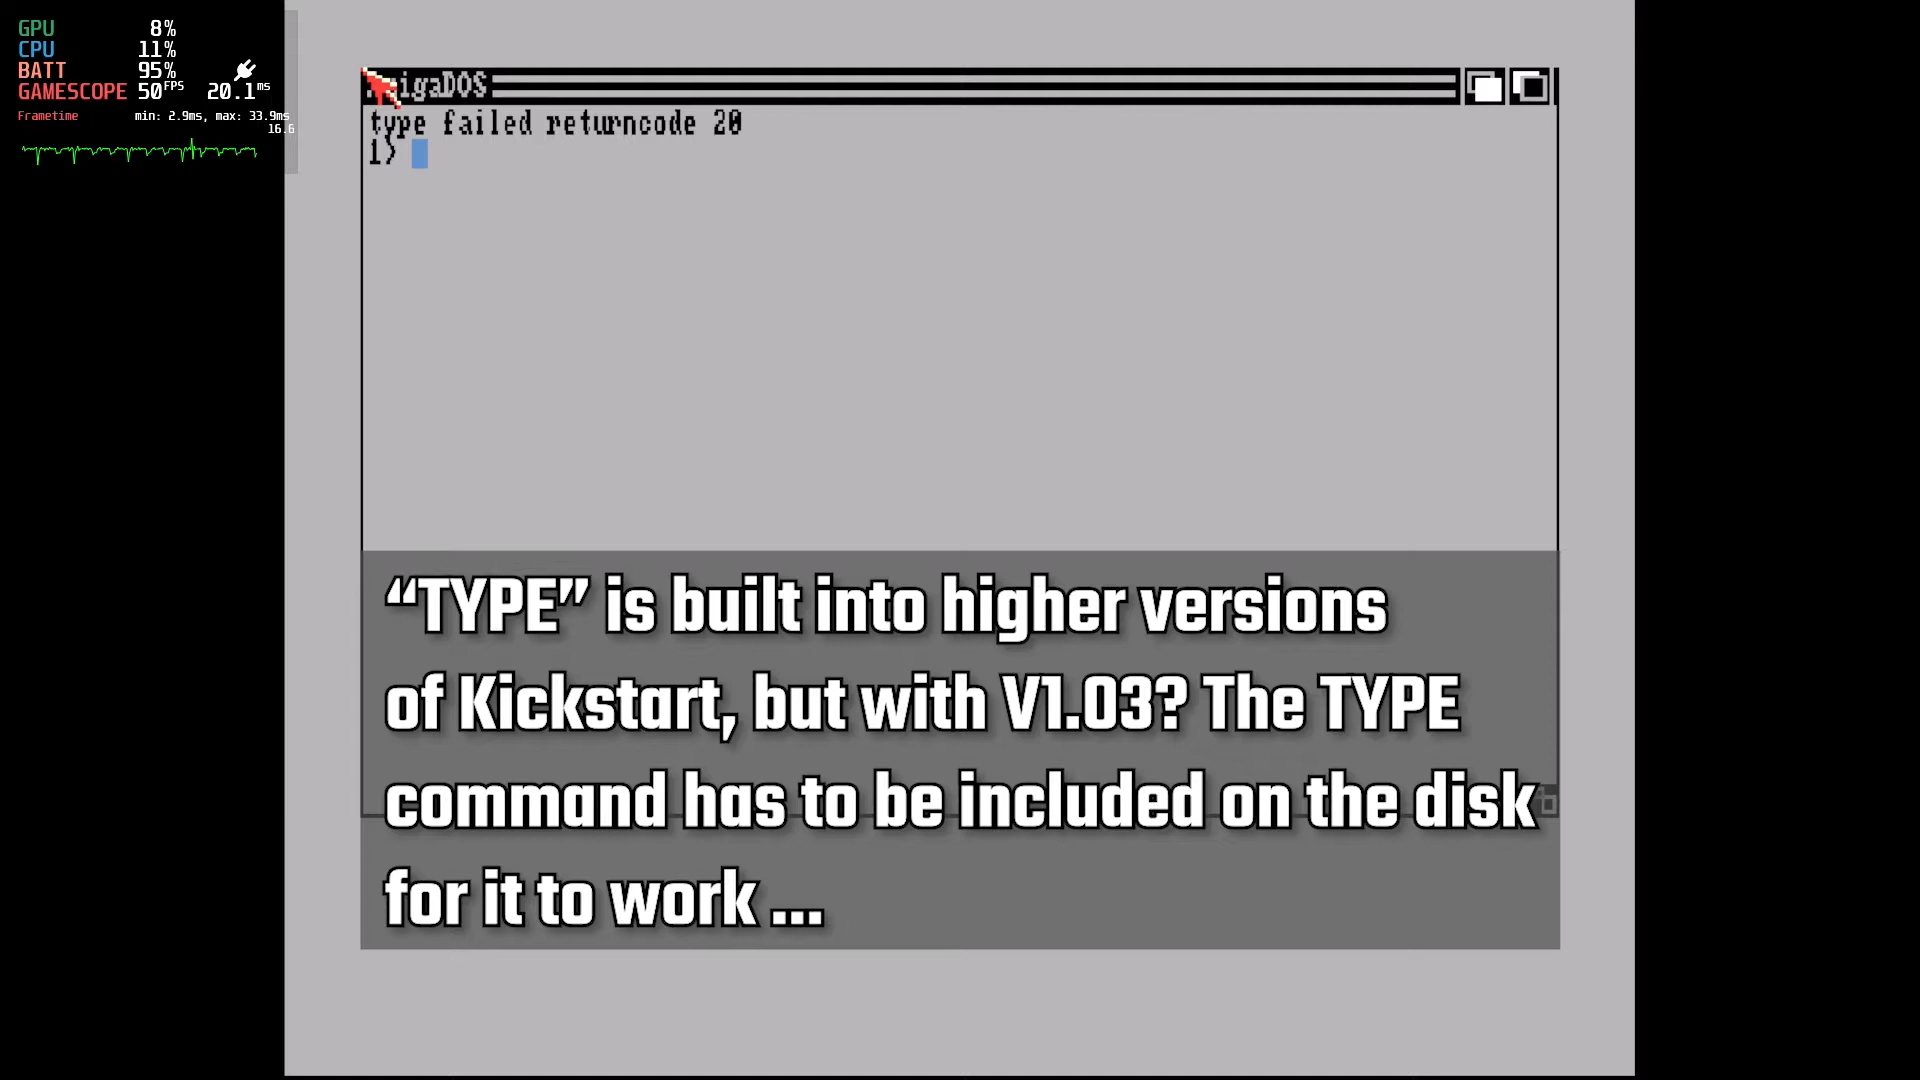 GPU 8%
CPU 11%
BATT 95%
GAMESCOPE 50FPS 20.1ms
Frametime min: 2.9ms, max: 33.9ms
16.6
type failed returncode 20
1>
“TYPE” is built into higher versions
of Kickstart, but with V1.03? The TYPE
command has to be included on the disk
for it to work ...